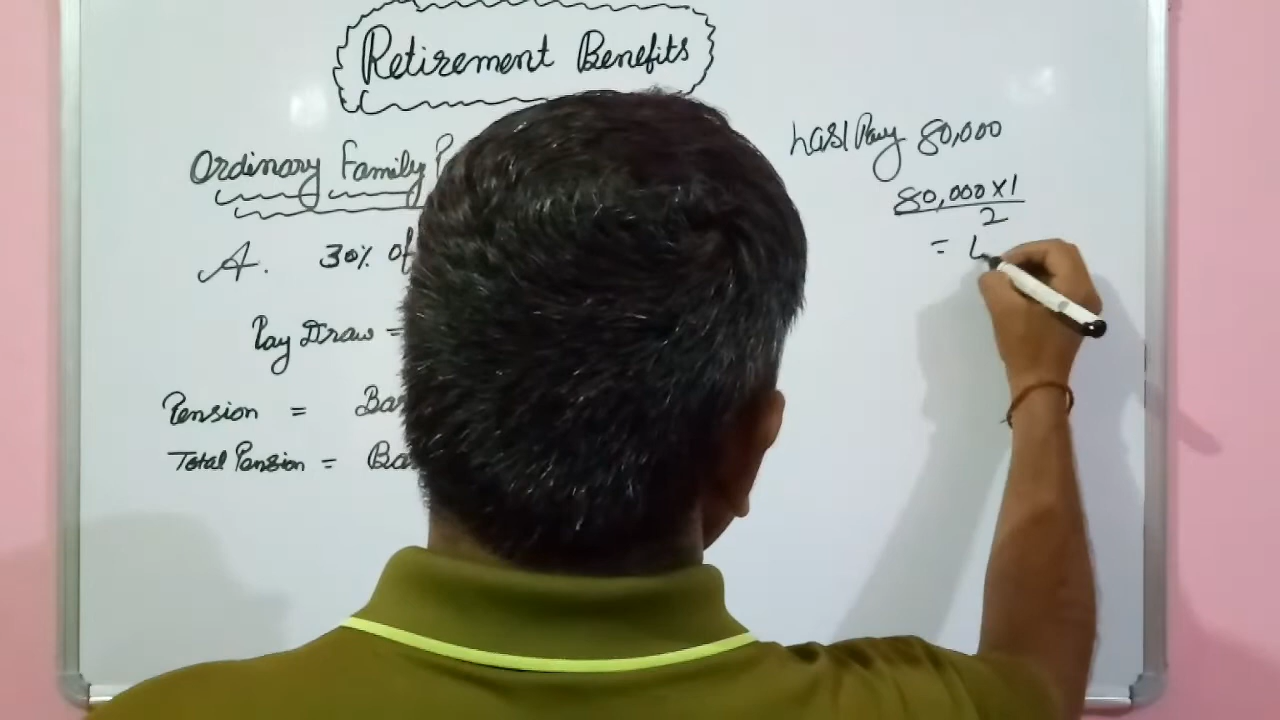 Retirement Benefits
Ordinary Family
A. 30% of
Pay Draw =
Pension = Bas
Total Pension = Ba
Last Pay 80,000
80,000 x 1
2
=